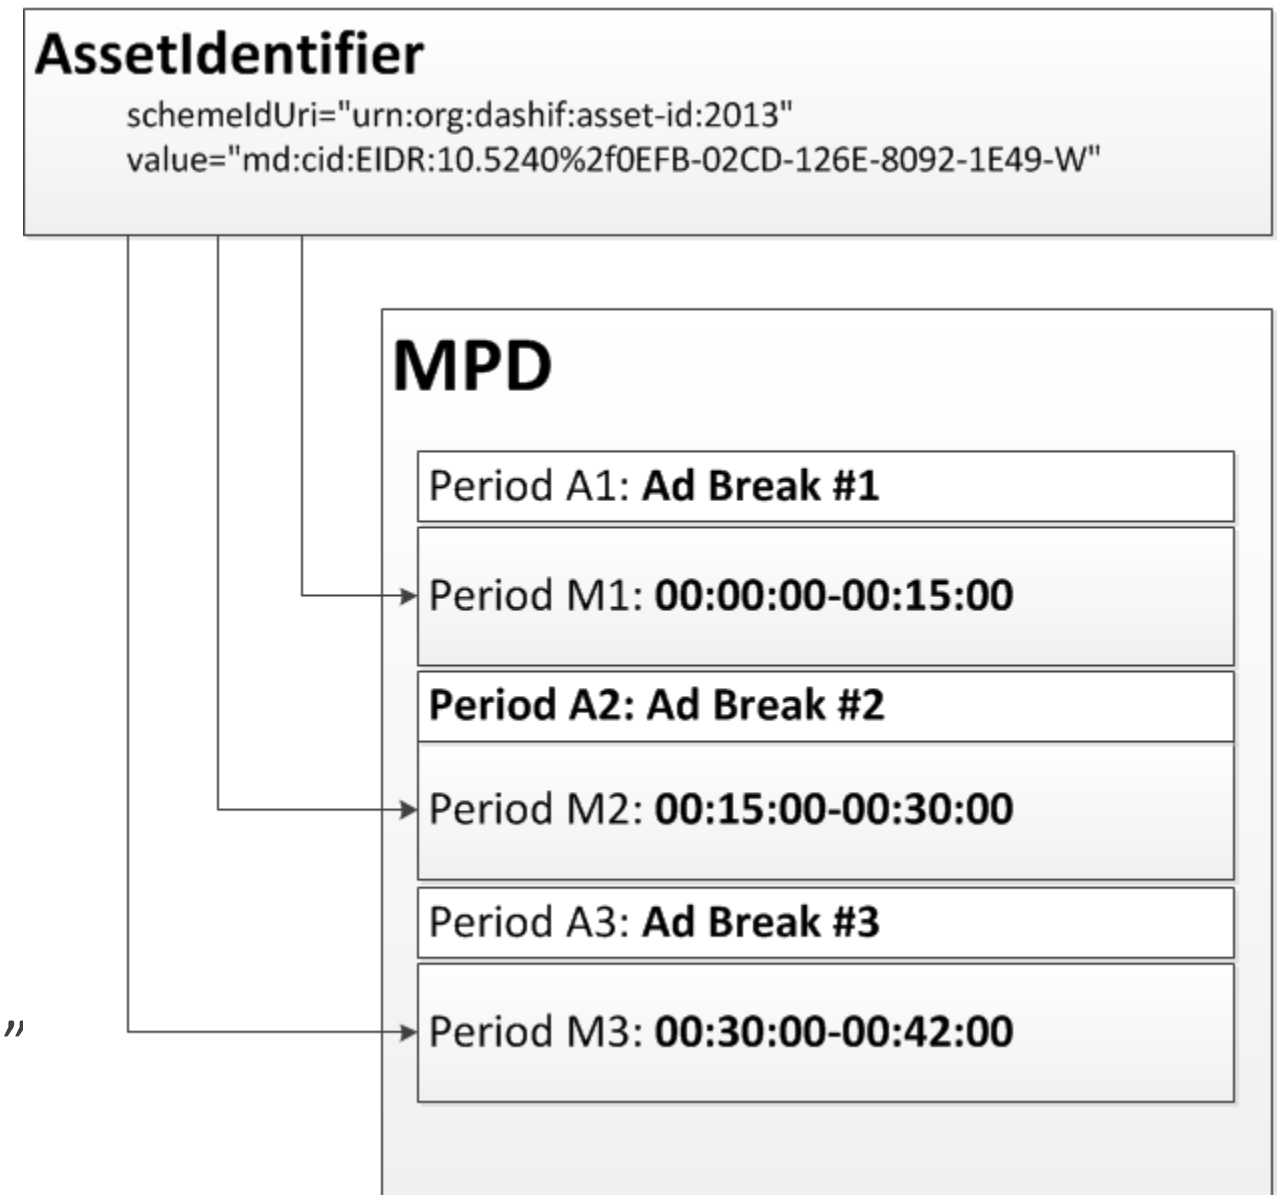 AssetIdentifier
schemeIdUri="urn:org:dashif:asset-id:2013"
value="md:cid:EIDR:10.5240%2f0EFB-02CD-126E-8092-1E49-W"
MPD
Period A1: Ad Break #1
Period M1: 00:00:00-00:15:00
Period A2: Ad Break #2
Period M2: 00:15:00-00:30:00
Period A3: Ad Break #3
”
Period M3: 00:30:00-00:42:00